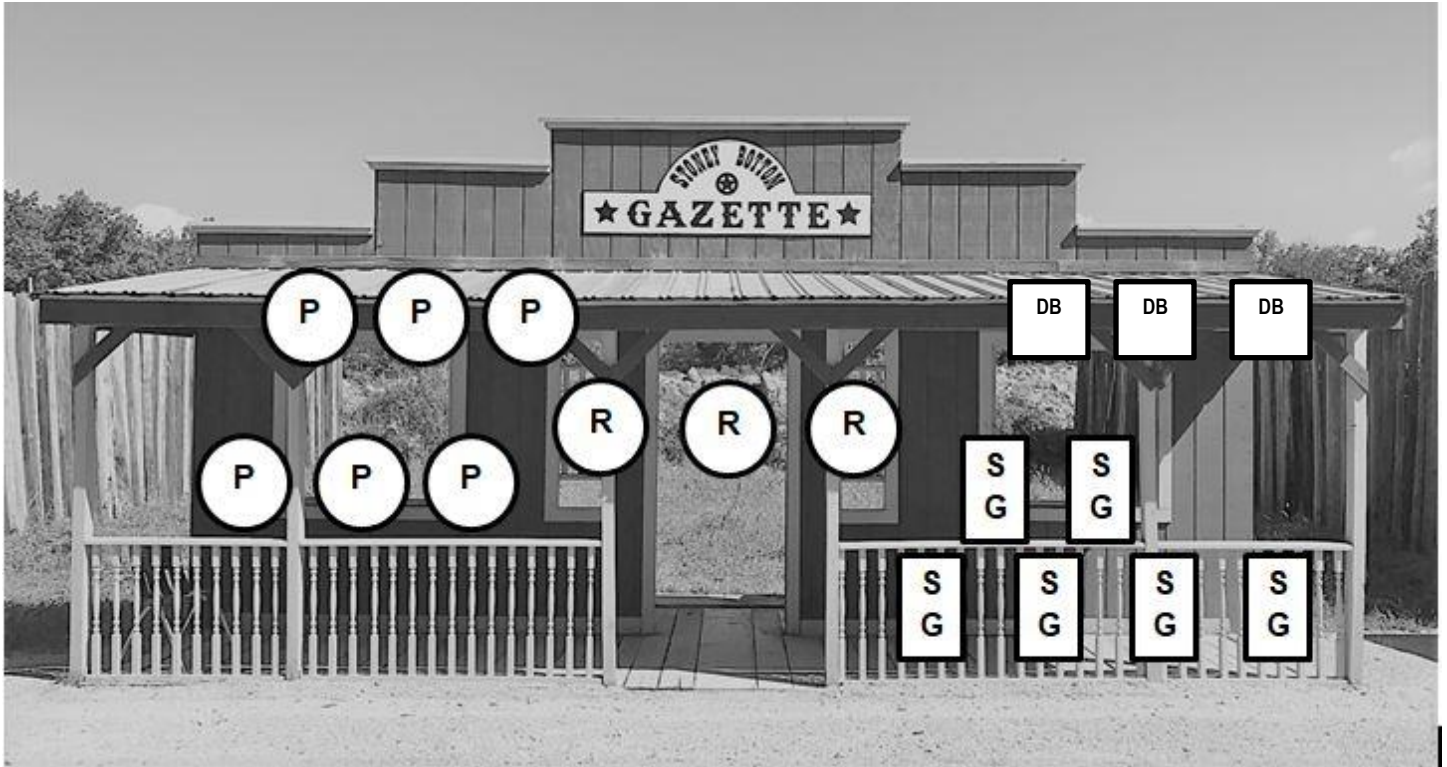 STONEY BOTTOM
GAZETTE
P P P
DB DB DB
R R R
P P P
S G
S G
S G
S G
S G
S G